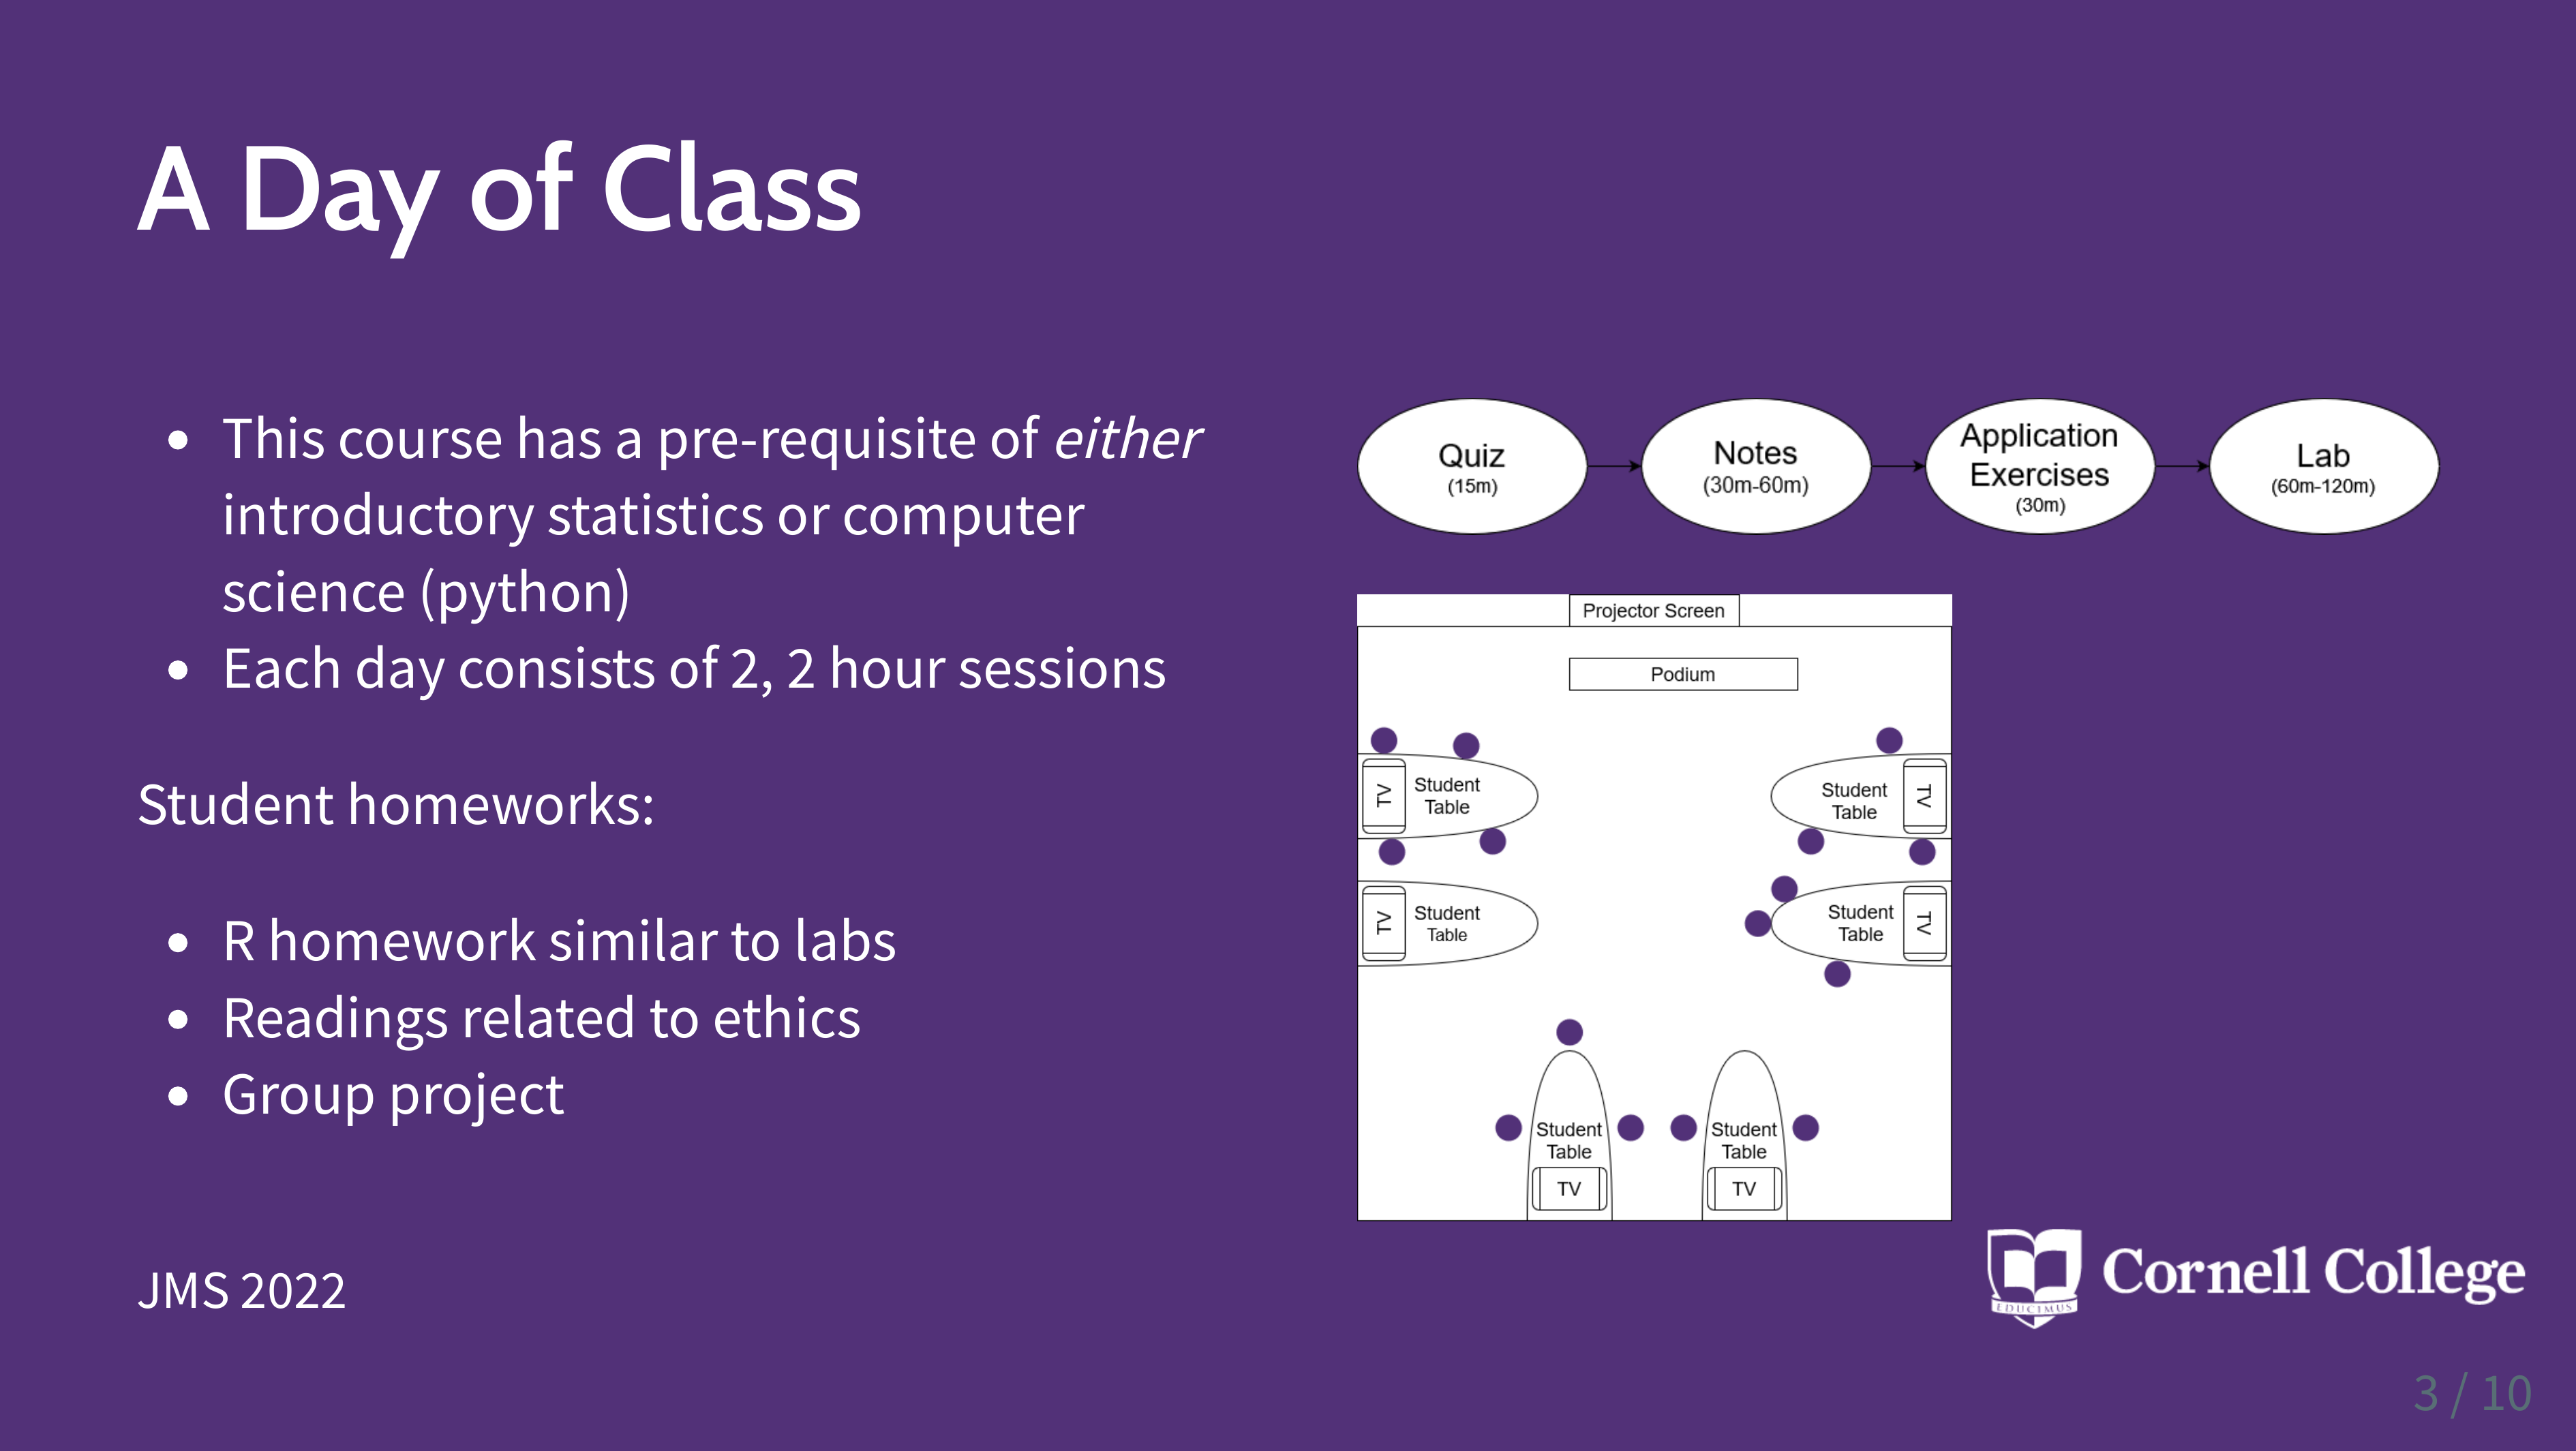 A Day of Class
This course has a pre-requisite of either
introductory statistics or computer
science (python)
Each day consists of 2, 2 hour sessions
Student homeworks:
R homework similar to labs
Readings related to ethics
Group project
JMS 2022
Quiz
(15m)
Notes
(30m-60m)
Application
Exercises
(30m)
Lab
(60m-120m)
Projector Screen
Podium
TV
Student
Table
Student
Table
TV
TV
Student
Table
Student
Table
TV
Student
Table
TV
Student
Table
TV
EDUCIMUS
Cornell College
3 / 10